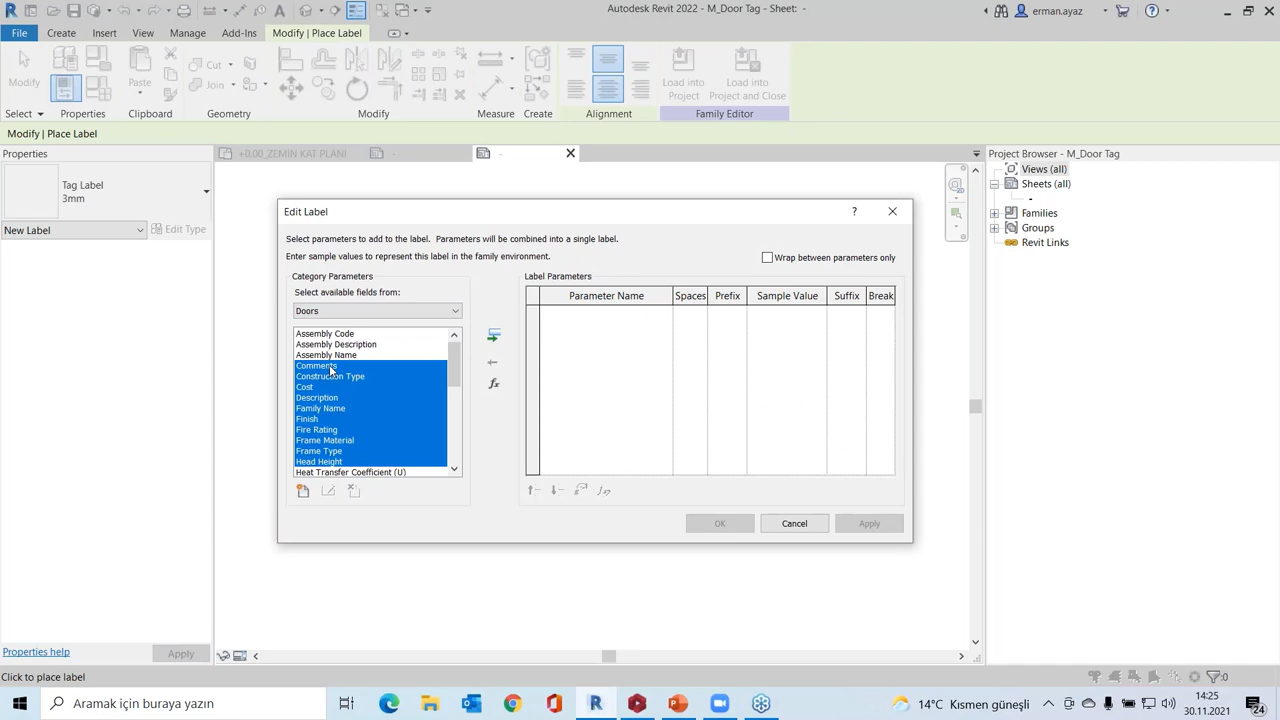 Autodesk Revit 2022 - M_Door Tag - Sheet: -
erman.ayaz
File Create Insert View Manage Add-Ins Modify | Place Label
Modify
Paste
Cut
Join
Load into
Project
Load into
Project and Close
Select
Properties
Clipboard
Geometry
Modify
Measure
Create
Alignment
Family Editor
Modify | Place Label
Properties
+0.00_ZEMİN KAT PLANI
-
-
Project Browser - M_Door Tag
Tag Label
3mm
New Label
Edit Type
Views (all)
Sheets (all)
-
Families
Groups
Revit Links
Edit Label
Select parameters to add to the label. Parameters will be combined into a single label.
Enter sample values to represent this label in the family environment.
Wrap between parameters only
Category Parameters
Select available fields from:
Doors
Assembly Code
Assembly Description
Assembly Name
Comments
Construction Type
Cost
Description
Family Name
Finish
Fire Rating
Frame Material
Frame Type
Head Height
Heat Transfer Coefficient (U)
fx
Label Parameters
Parameter Name Spaces Prefix Sample Value Suffix Break
OK
Cancel
Apply
Properties help
Apply
Click to place label
:0
Aramak için buraya yazın
14°C Kısmen güneşli
14:25
30.11.2021
24